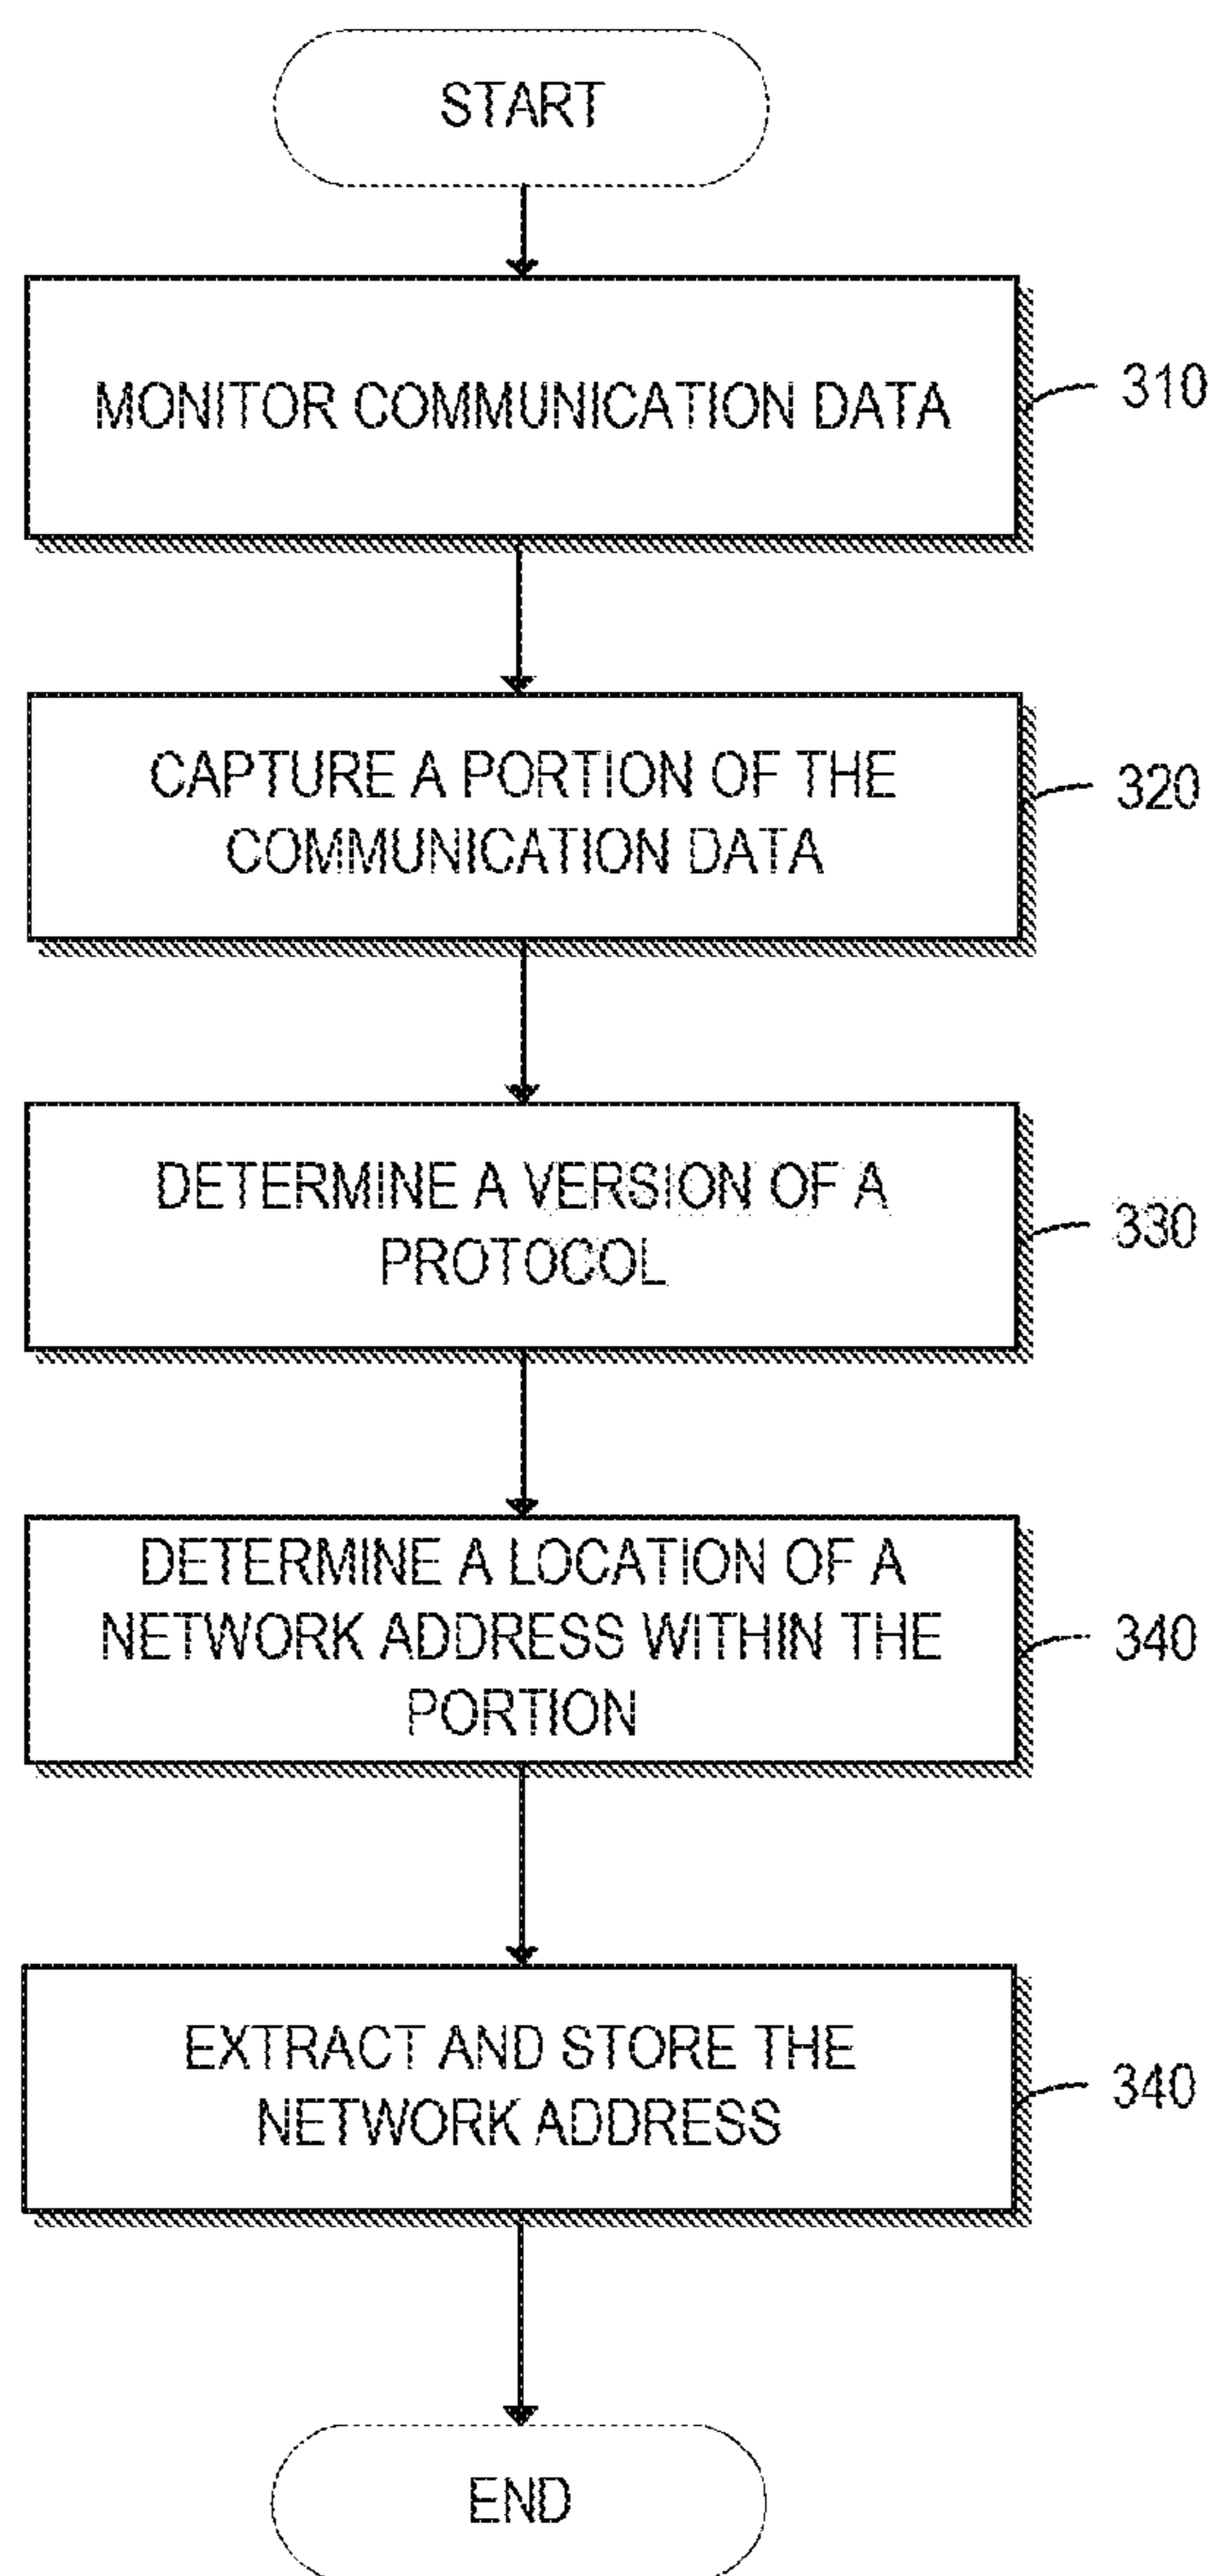 START
MONITOR COMMUNICATION DATA
310
CAPTURE A PORTION OF THE
COMMUNICATION DATA
320
DETERMINE A VERSION OF A
PROTOCOL
330
DETERMINE A LOCATION OF A
NETWORK ADDRESS WITHIN THE
PORTION
340
EXTRACT AND STORE THE
NETWORK ADDRESS
340
END